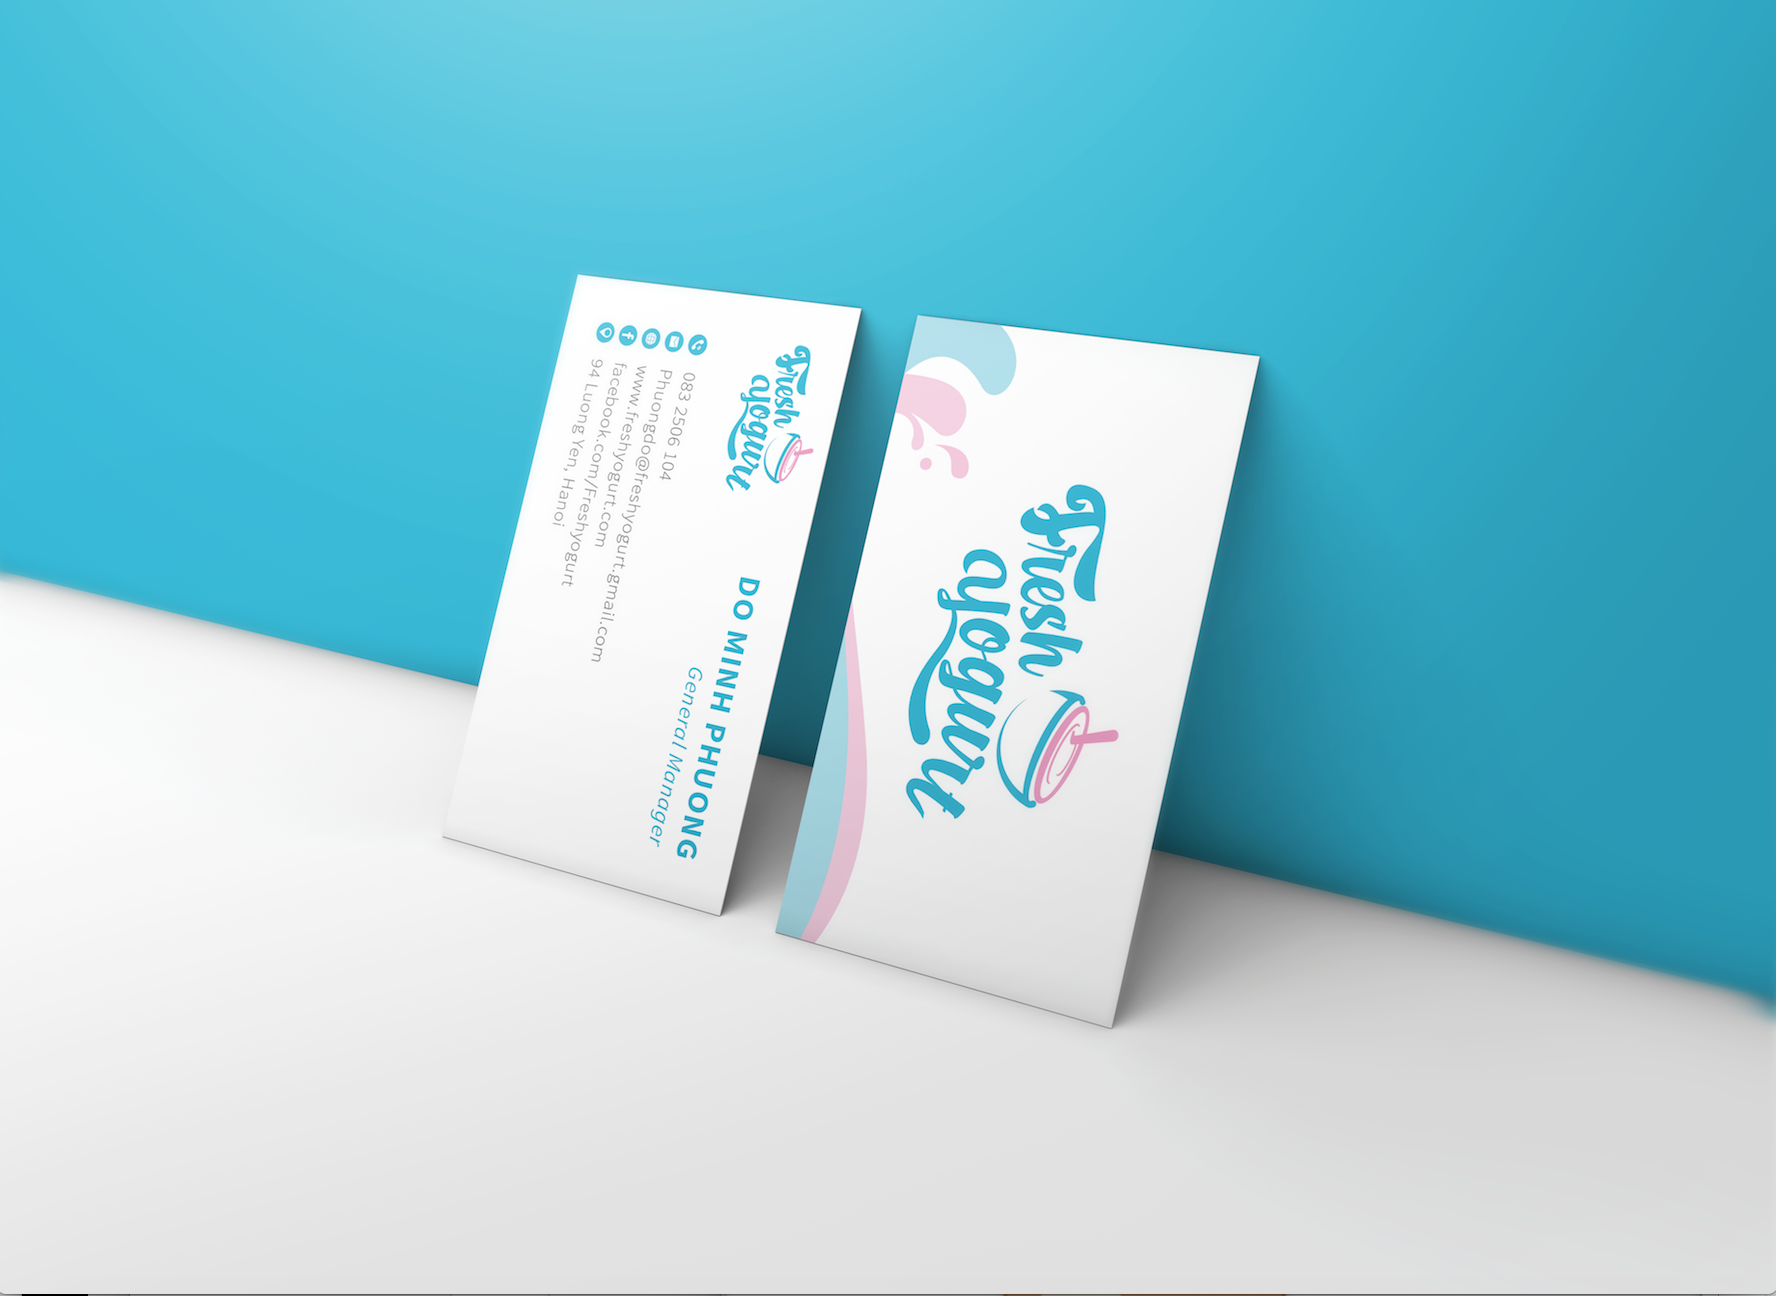 Fresh
yogurt
DO MINH PHUONG
General Manager
083 2506 104
Phuongdo@freshyogurt.gmail.com
www.freshyogurt.com
facebook.com/Freshyogurt
94 Luong Yen, Hanoi
Fresh
yogurt